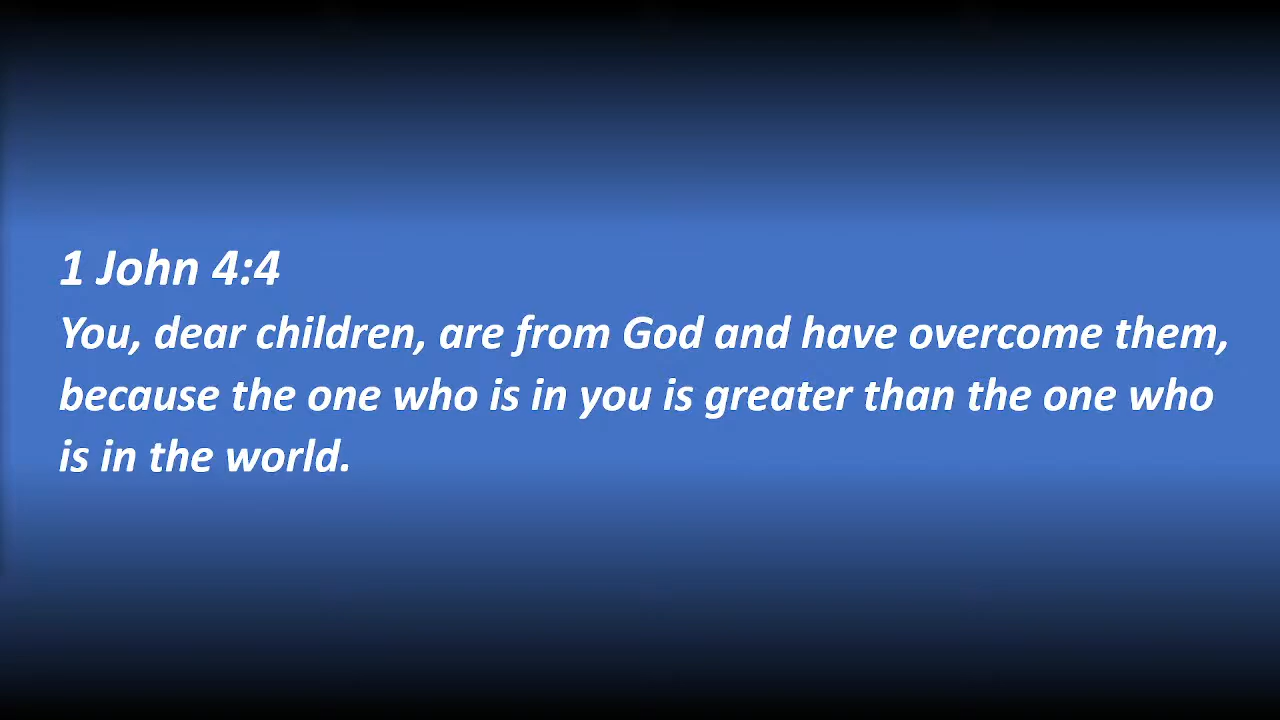 1 John 4:4
You, dear children, are from God and have overcome them,
because the one who is in you is greater than the one who
is in the world.